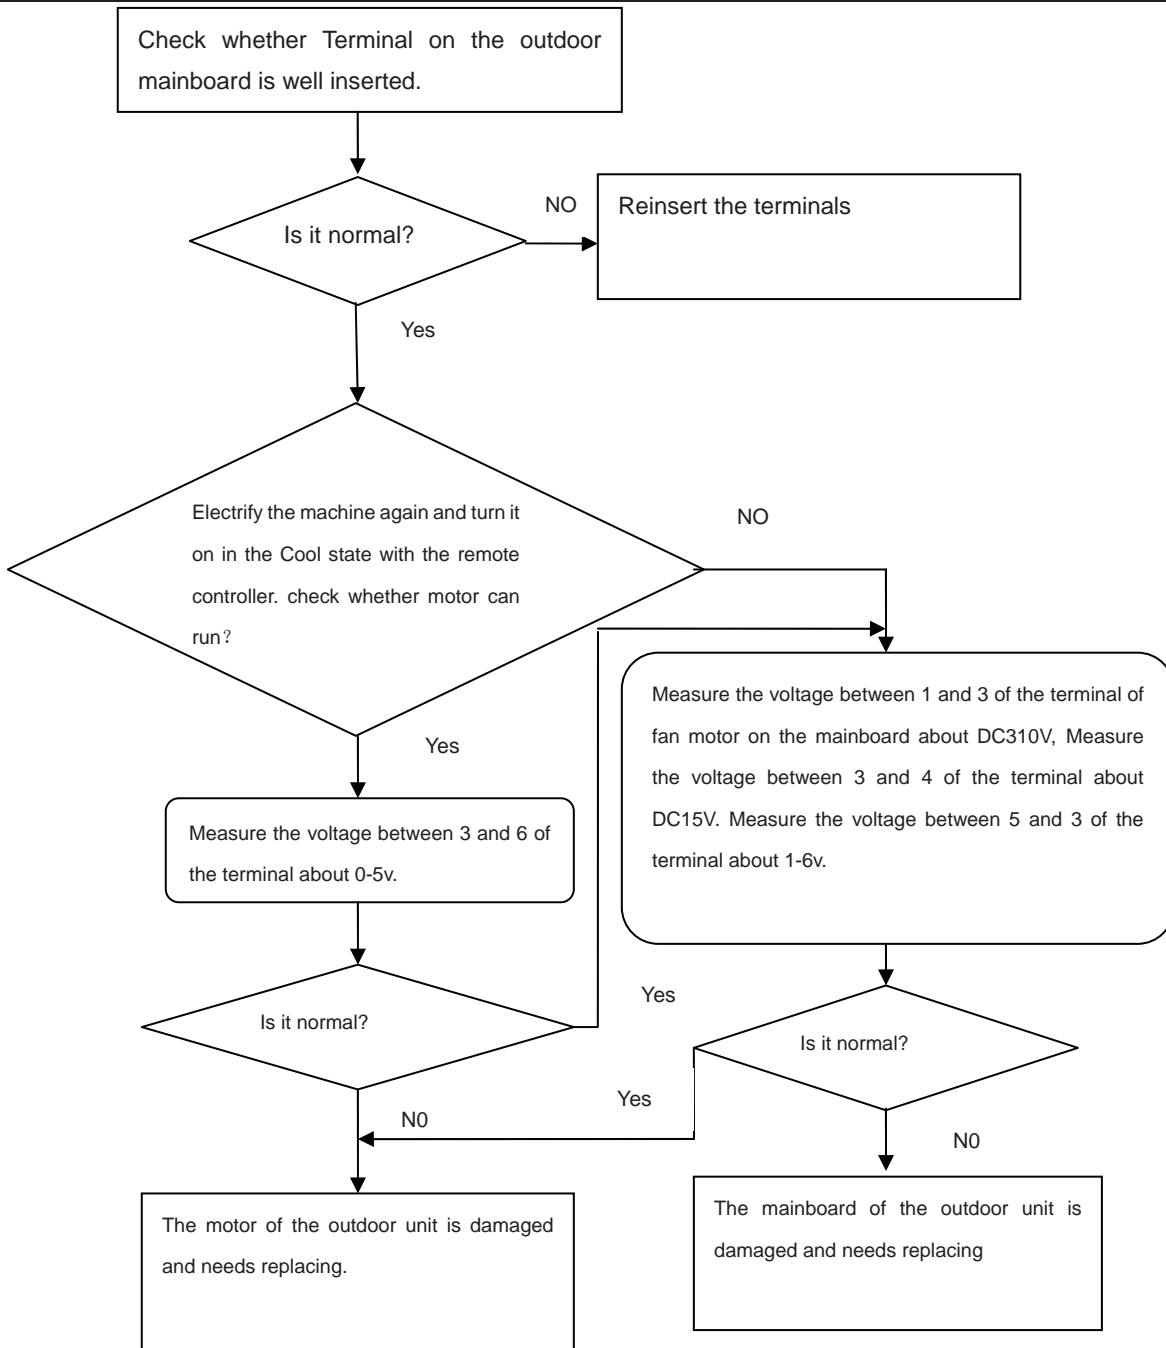 Check whether Terminal on the outdoor
mainboard is well inserted.
NO
Reinsert the terminals
Is it normal?
Yes
Electrify the machine again and turn it
on in the Cool state with the remote
controller. check whether motor can
run？
NO
Yes
Measure the voltage between 1 and 3 of the terminal of
fan motor on the mainboard about DC310V, Measure
the voltage between 3 and 4 of the terminal about
DC15V. Measure the voltage between 5 and 3 of the
terminal about 1-6v.
Measure the voltage between 3 and 6 of
the terminal about 0-5v.
Is it normal?
Yes
Is it normal?
Yes
N0
N0
The motor of the outdoor unit is damaged
and needs replacing.
The mainboard of the outdoor unit is
damaged and needs replacing